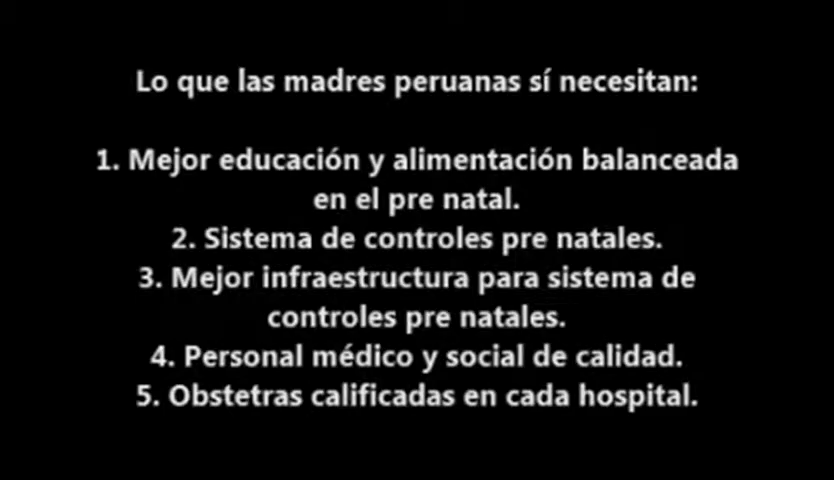 Lo que las madres peruanas sí necesitan:
1. Mejor educación y alimentación balanceada
en el pre natal.
2. Sistema de controles pre natales.
3. Mejor infraestructura para sistema de
controles pre natales.
4. Personal médico y social de calidad.
5. Obstetras calificadas en cada hospital.